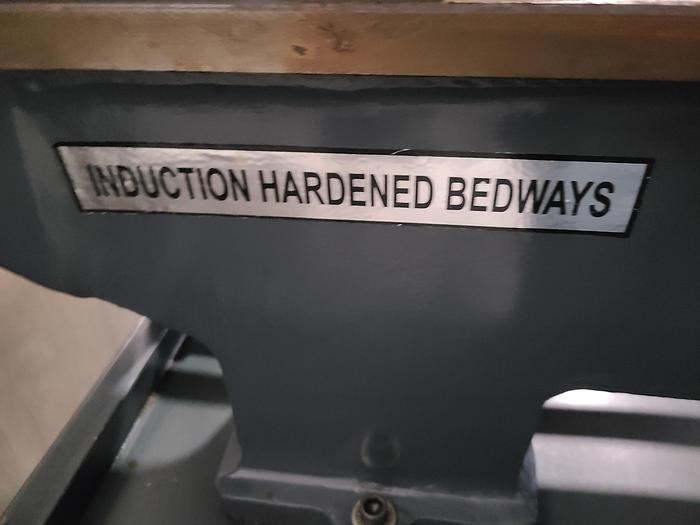 INDUCTION HARDENED BEDWAYS